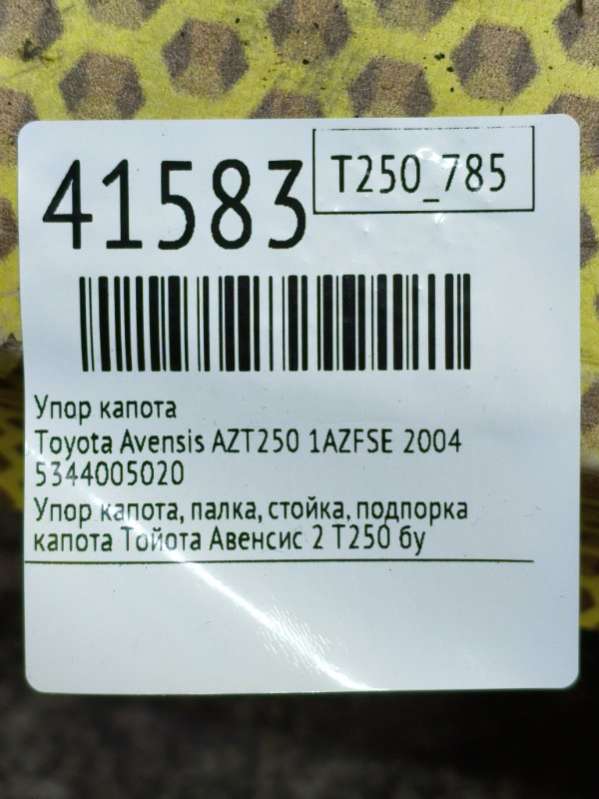 41583
T250_785
Упор капота
Toyota Avensis AZT250 1AZFSE 2004
5344005020
Упор капота, палка, стойка, подпорка
капота Тойота Авенсис 2 Т250 бу